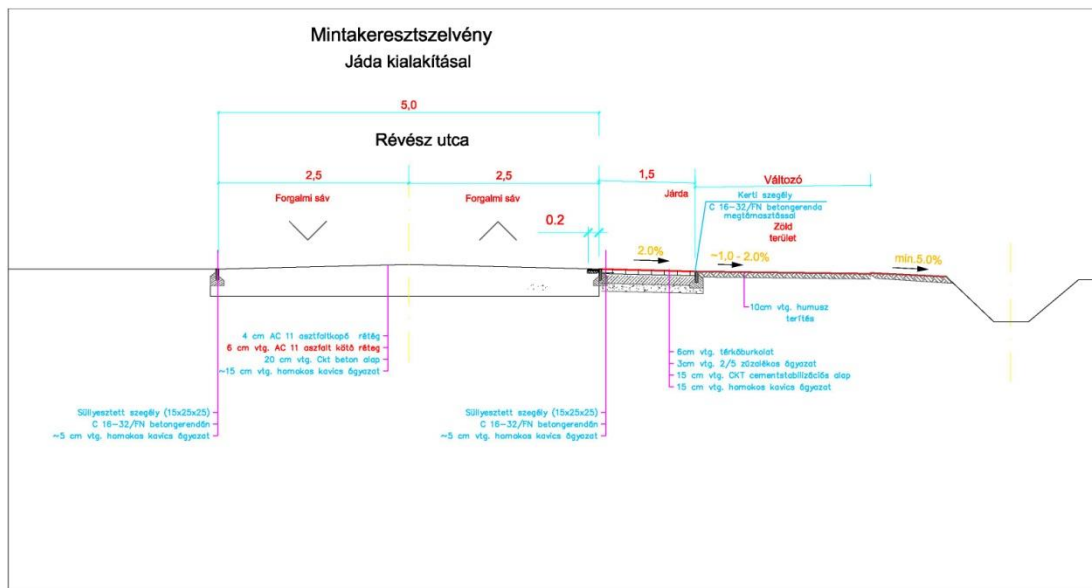 Mintakeresztszelvény
Jáda kialakításal
5,0
Révész utca
2,5
2,5
1,5
Változó
Forgalmi sáv
Forgalmi sáv
Járda
Kerti szegély
C 16-32/FN betongerenda
megtámasztással
Zöld
terület
0.2
2.0%
~1,0 - 2.0%
min.5.0%
10cm vtg. humusz
terítés
4 cm AC 11 asztfaltkopó réteg
6 cm vtg. AC 11 aszfalt kötő réteg
20 cm vtg. Ckt beton alap
~15 cm vtg. homokos kavics ágyazat
6cm vtg. térkőburkolat
3cm vtg. 2/5 zúzalékos ágyazat
15 cm vtg. CKT cementstabilizációs alap
15 cm vtg. homokos kavics ágyazat
Süllyesztett szegély (15x25x25)
C 16-32/FN betongerendán
~5 cm vtg. homokos kavics ágyazat
Süllyesztett szegély (15x25x25)
C 16-32/FN betongerendán
~5 cm vtg. homokos kavics ágyazat